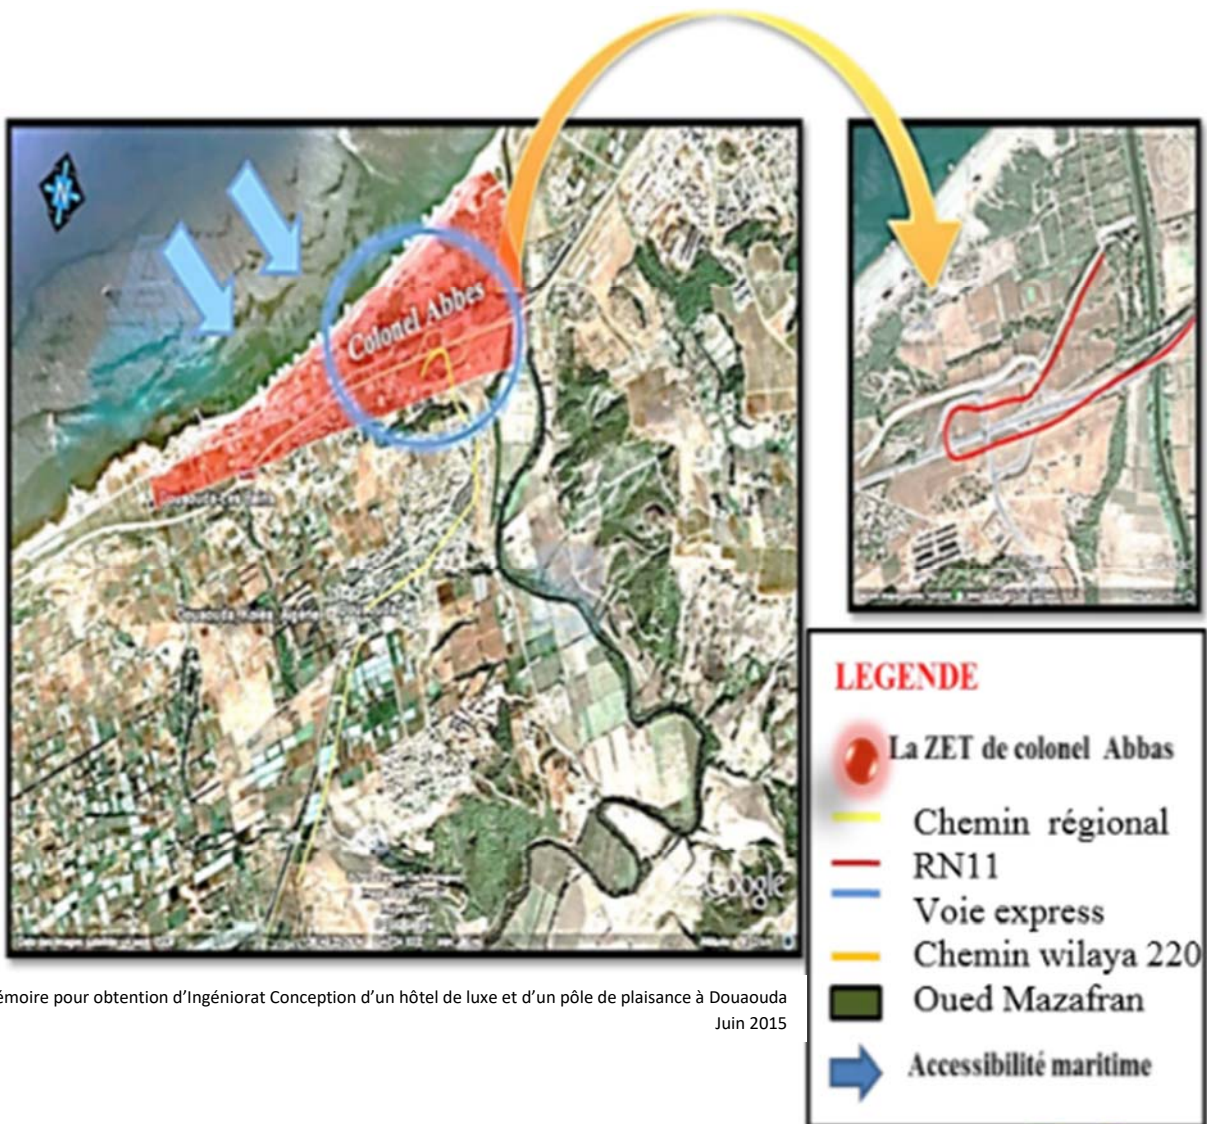 N
Colonel Abbes
Douaouda
Google
LEGENDE
La ZET de colonel Abbas
Chemin régional
RN11
Voie express
Chemin wilaya 220
Oued Mazafran
Accessibilité maritime
émoire pour obtention d’Ingéniorat Conception d’un hôtel de luxe et d’un pôle de plaisance à Douaouda
Juin 2015